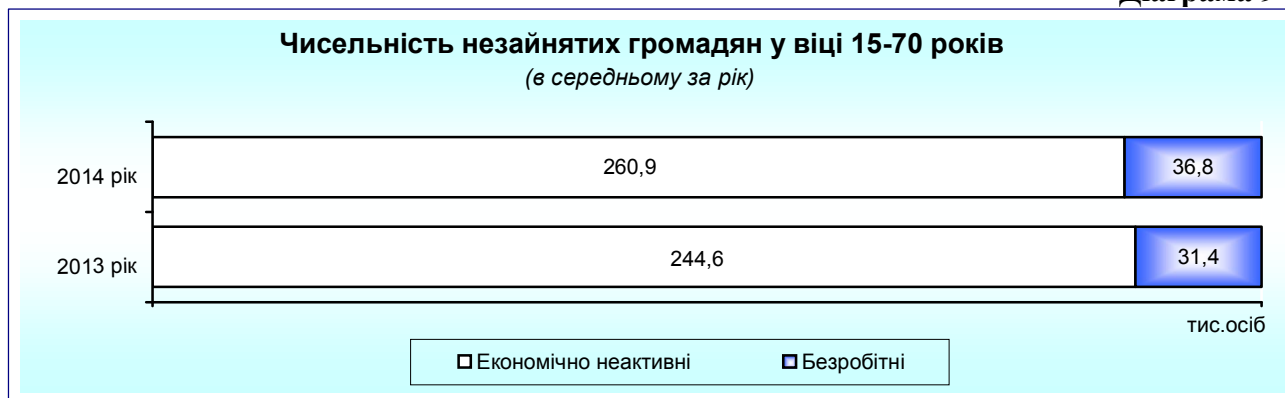 Чисельність незайнятих громадян у віці 15-70 років
(в середньому за рік)
2014 рік
260,9
36,8
2013 рік
244,6
31,4
тис.осіб
Економічно неактивні
Безробітні